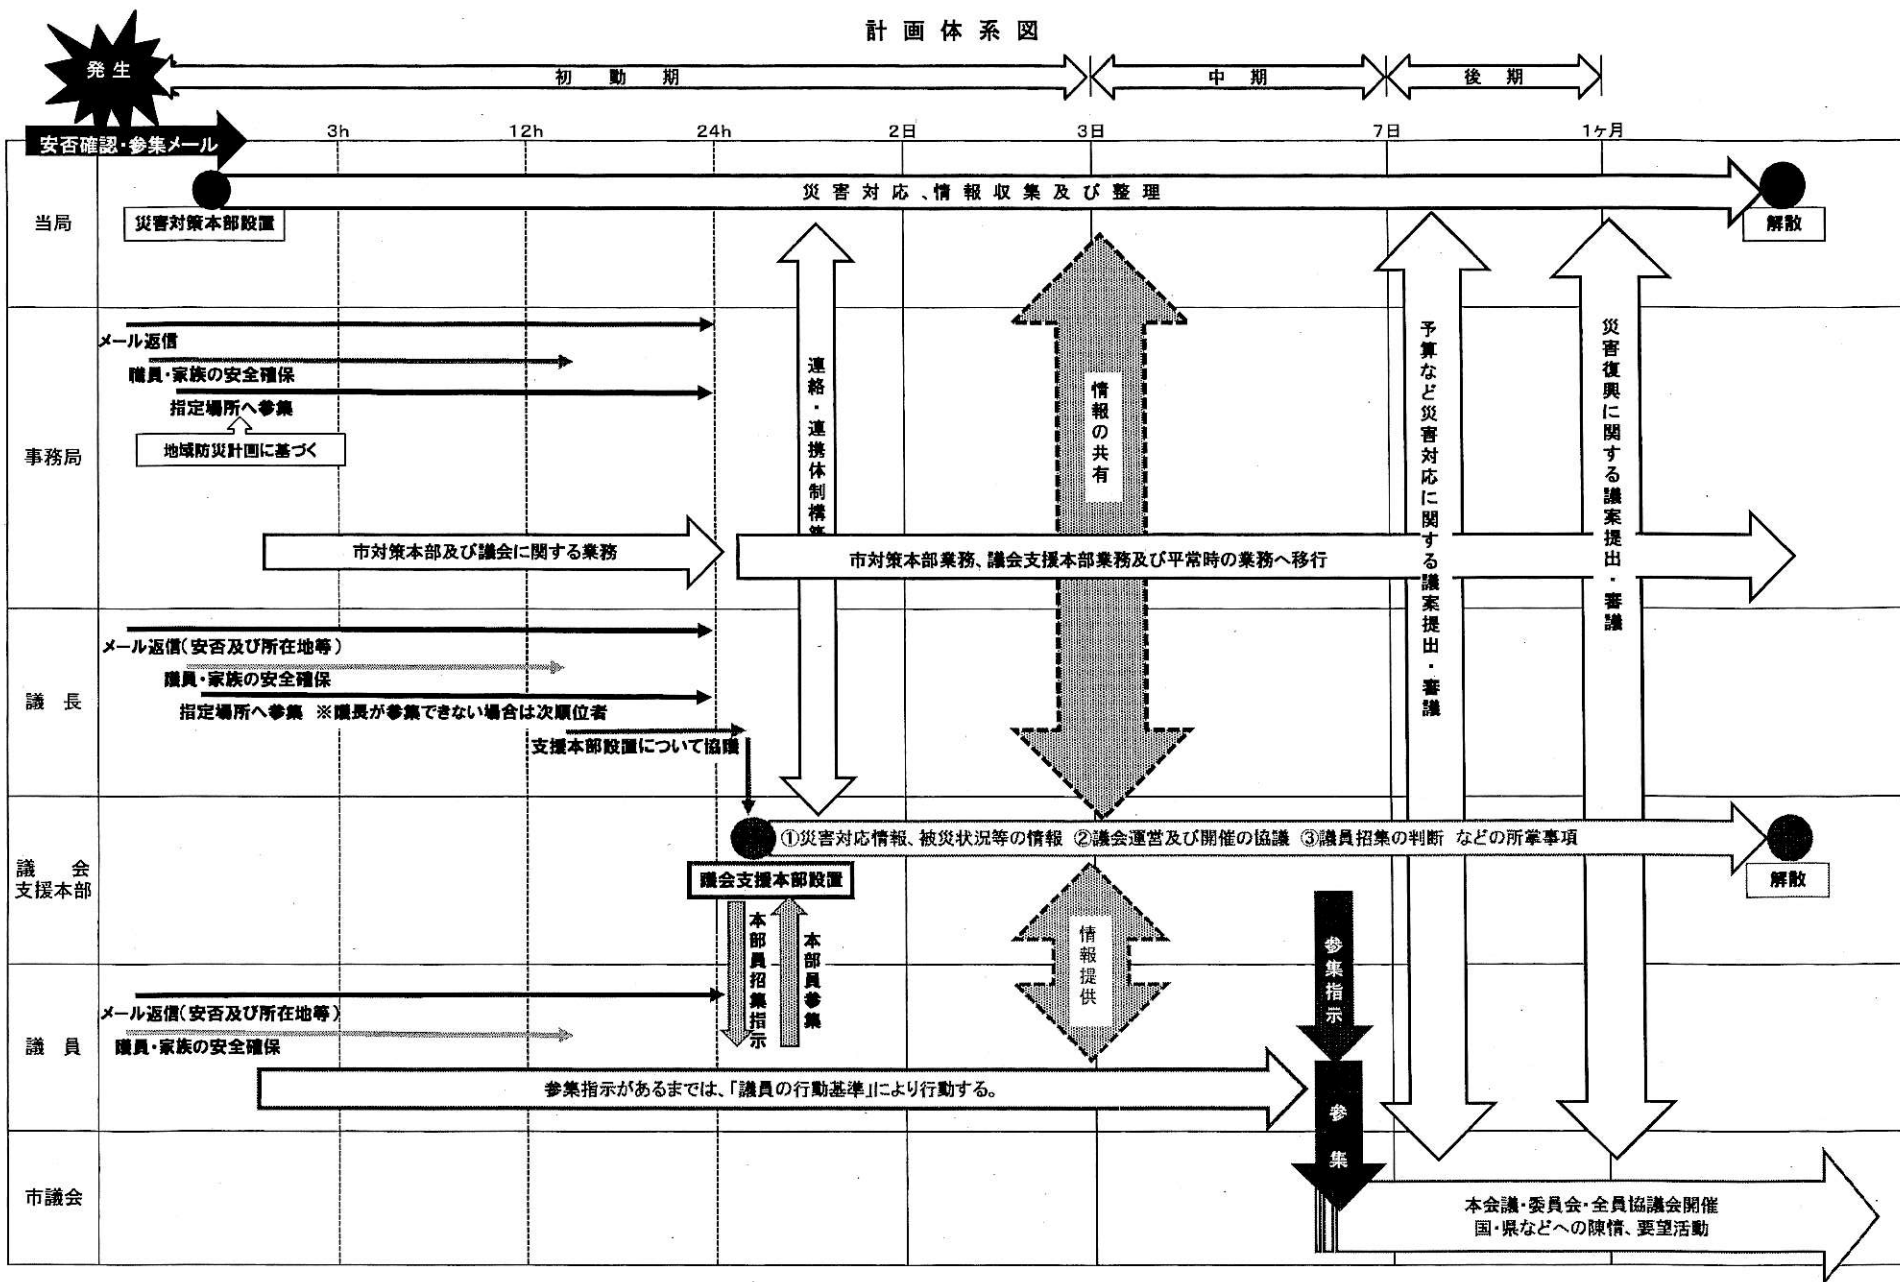 計画体系図
発生
初動期
中期
後期
安否確認・参集メール
3h
12h
24h
2日
3日
7日
1ヶ月
当局
災害対応、情報収集及び整理
災害対策本部設置
解散
事務局
メール返信
職員・家族の安全確保
指定場所へ参集
地域防災計画に基づく
市対策本部及び議会に関する業務
市対策本部業務、議会支援本部業務及び平常時の業務へ移行
連絡・連携体制構築
情報の共有
予算など災害対応に関する議案提出・審議
災害復興に関する議案提出・審議
議長
メール返信(安否及び所在地等)
職員・家族の安全確保
指定場所へ参集 ※議長が参集できない場合は次順位者
支援本部設置について協議
議会
支援本部
①災害対応情報、被災状況等の情報 ②議会運営及び開催の協議 ③議員招集の判断 などの所掌事項
議会支援本部設置
解散
本部員招集指示
本部員参集
情報提供
参集指示
議員
メール返信(安否及び所在地等)
職員・家族の安全確保
参集指示があるまでは、「議員の行動基準」により行動する。
参集
市議会
本会議・委員会・全員協議会開催
国・県などへの陳情、要望活動